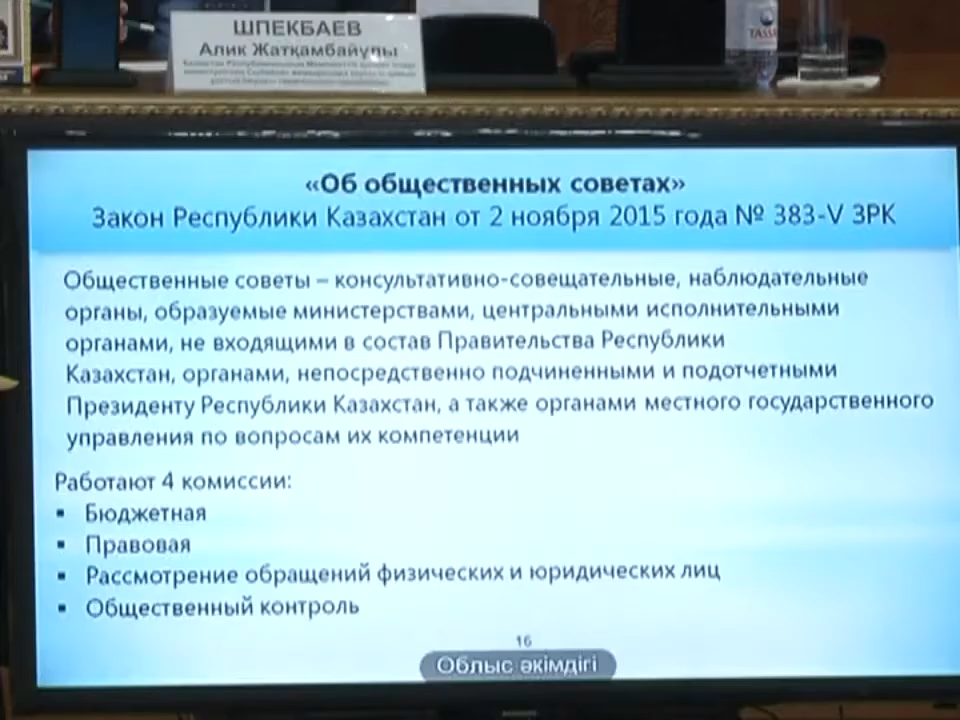 ШПЕКБАЕВ
Алик Жатқамбайұлы
TASSAY
«Об общественных советах»
Закон Республики Казахстан от 2 ноября 2015 года № 383-V ЗРК
Общественные советы – консультативно-совещательные, наблюдательные
органы, образуемые министерствами, центральными исполнительными
органами, не входящими в состав Правительства Республики
Казахстан, органами, непосредственно подчиненными и подотчетными
Президенту Республики Казахстан, а также органами местного государственного
управления по вопросам их компетенции
Работают 4 комиссии:
▪ Бюджетная
▪ Правовая
▪ Рассмотрение обращений физических и юридических лиц
▪ Общественный контроль
16
Облыс әкімдігі